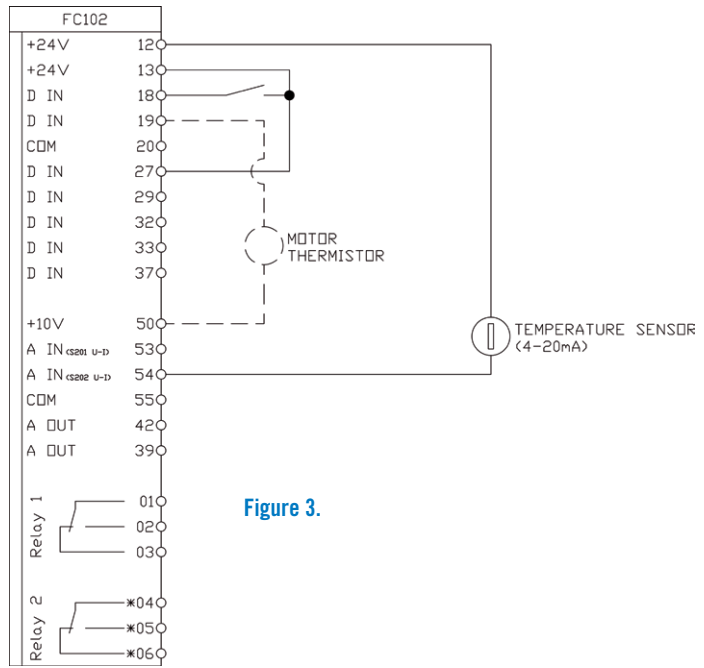 FC102
+24V 12
+24V 13
D IN 18
D IN 19
COM 20
D IN 27
D IN 29
D IN 32
D IN 33
D IN 37
MOTOR
THERMISTOR
+10V 50
A IN (S201 U-I) 53
A IN (S202 U-I) 54
COM 55
A OUT 42
A OUT 39
TEMPERATURE SENSOR
(4-20mA)
Relay 1
01
02
03
Figure 3.
Relay 2
*04
*05
*06